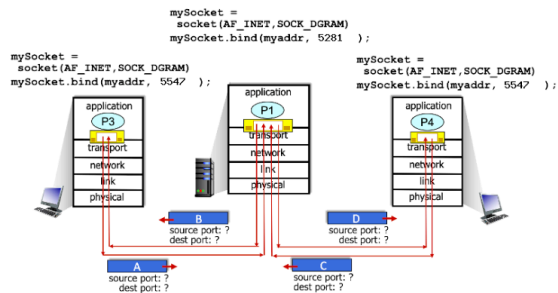 mySocket =
socket(AF_INET,SOCK_DGRAM)
mySocket.bind(myaddr, 5281 );
mySocket =
socket(AF_INET,SOCK_DGRAM)
mySocket.bind(myaddr, 5547 );
mySocket =
socket(AF_INET,SOCK_DGRAM)
mySocket.bind(myaddr, 5547 );
application
P3
transport
network
link
physical
application
P1
transport
network
link
physical
application
P4
transport
network
link
physical
B
source port: ?
dest port: ?
D
source port: ?
dest port: ?
A
source port: ?
dest port: ?
C
source port: ?
dest port: ?